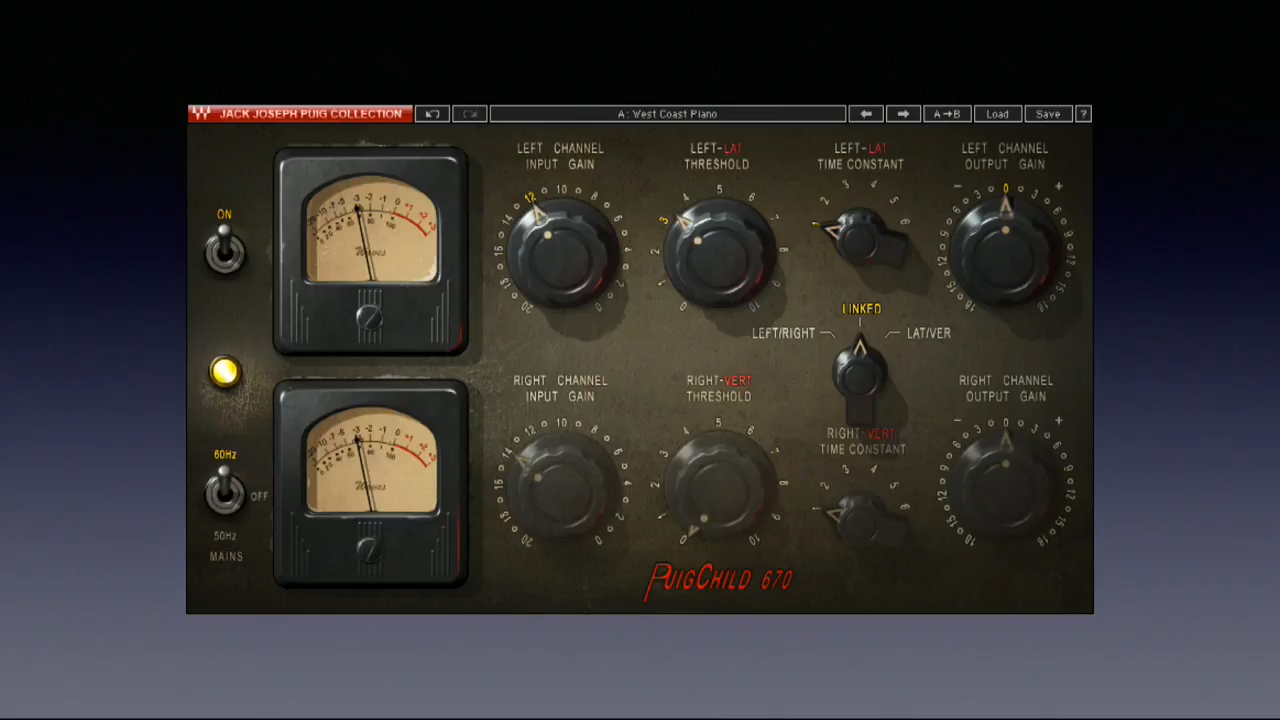 JACK JOSEPH PUIG COLLECTION
A: West Coast Piano
A→B
Load
Save
?
LEFT CHANNEL
INPUT GAIN
LEFT-LAT
THRESHOLD
LEFT-LAT
TIME CONSTANT
LEFT CHANNEL
OUTPUT GAIN
ON
Waves
LINKED
LEFT/RIGHT
LAT/VER
RIGHT CHANNEL
INPUT GAIN
RIGHT-VERT
THRESHOLD
RIGHT-VERT
TIME CONSTANT
RIGHT CHANNEL
OUTPUT GAIN
60Hz
OFF
50Hz
MAINS
Waves
PUIGCHILD 670